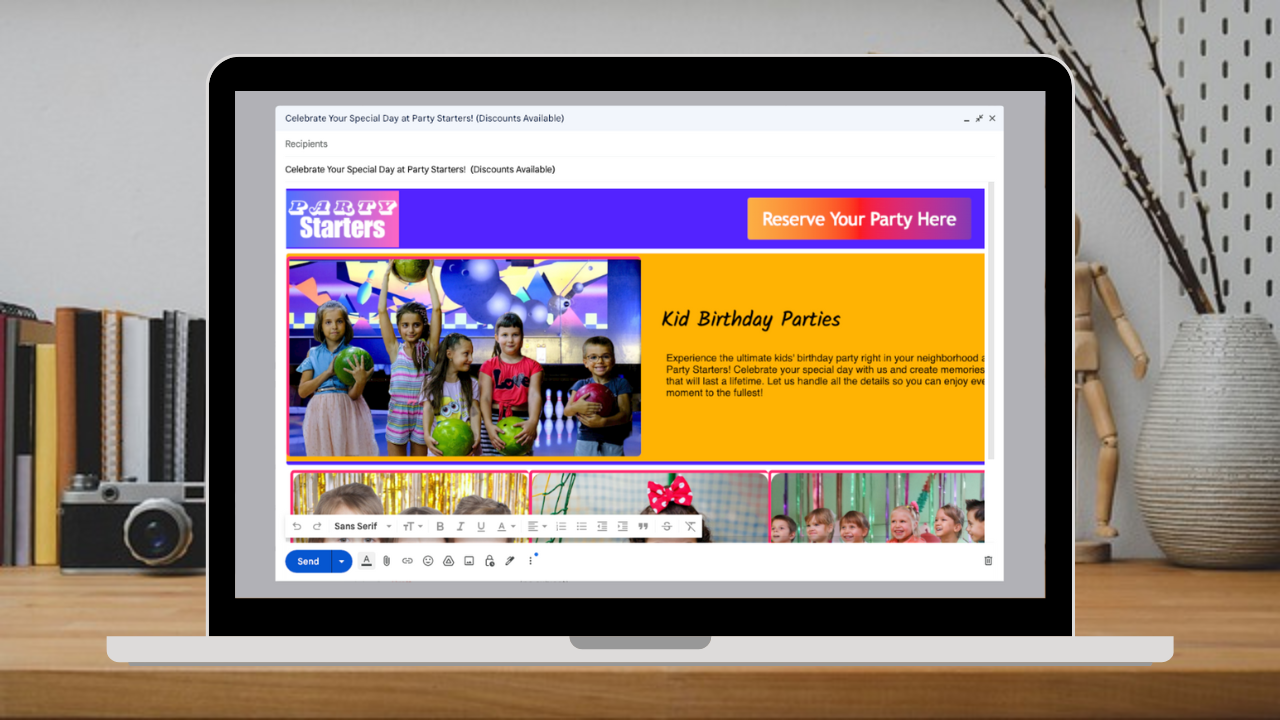 Celebrate Your Special Day at Party Starters! (Discounts Available)
Recipients
Celebrate Your Special Day at Party Starters! (Discounts Available)
PARTY
Starters
Reserve Your Party Here
Kid Birthday Parties
Experience the ultimate kids' birthday party right in your neighborhood
Party Starters! Celebrate your special day with us and create memories
that will last a lifetime. Let us handle all the details so you can enjoy
moment to the fullest!
Love
Sans Serif
Send